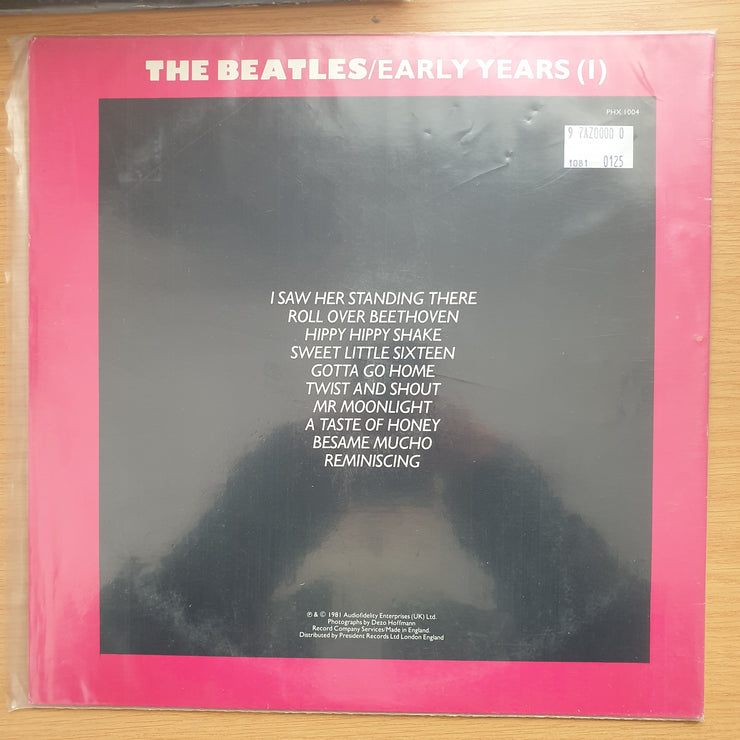 THE BEATLES/EARLY YEARS (I)
PHX 1004
9 7AZ0000 0
1081 0125
I SAW HER STANDING THERE
ROLL OVER BEETHOVEN
HIPPY HIPPY SHAKE
SWEET LITTLE SIXTEEN
GOTTA GO HOME
TWIST AND SHOUT
MR MOONLIGHT
A TASTE OF HONEY
BESAME MUCHO
REMINISCING
℗ & © 1981 Audiofidelity Enterprises (UK) Ltd.
Photographs by Dezo Hoffmann
Record Company Services/Made in England.
Distributed by President Records Ltd London England